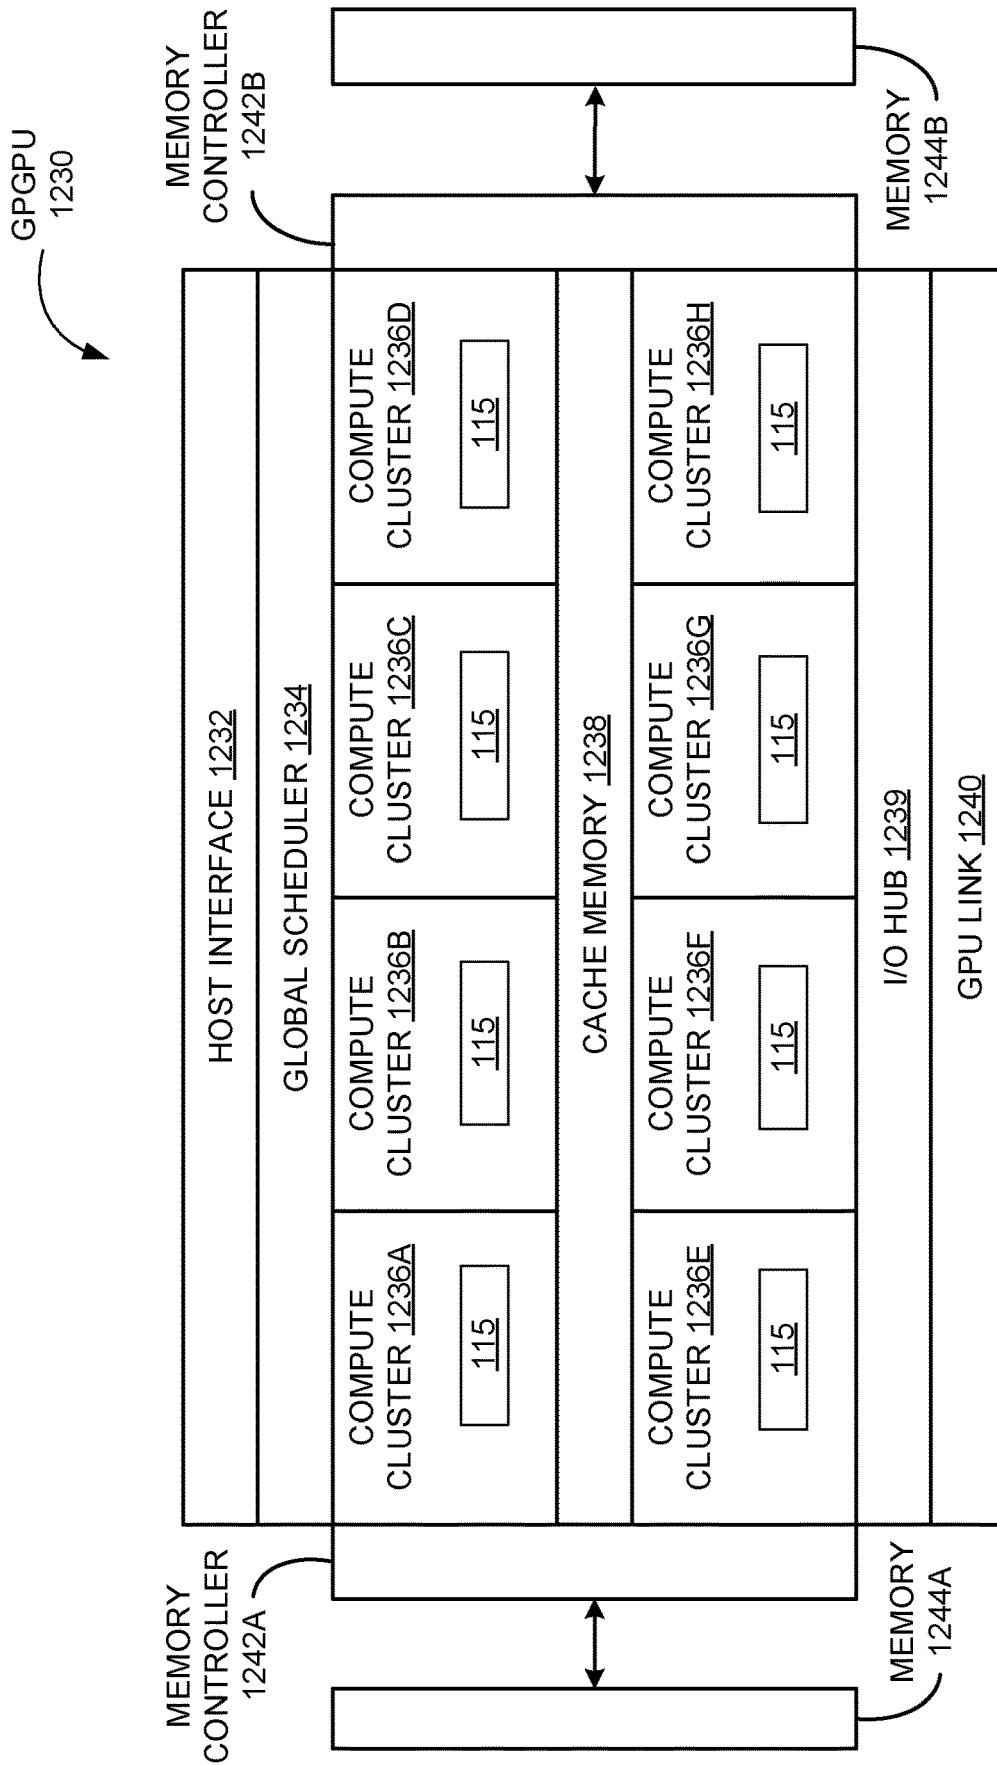 GPGPU
1230
MEMORY
CONTROLLER
1242A
MEMORY
CONTROLLER
1242B
HOST INTERFACE 1232
GLOBAL SCHEDULER 1234
COMPUTE
CLUSTER 1236A
115
COMPUTE
CLUSTER 1236B
115
COMPUTE
CLUSTER 1236C
115
COMPUTE
CLUSTER 1236D
115
CACHE MEMORY 1238
COMPUTE
CLUSTER 1236E
115
COMPUTE
CLUSTER 1236F
115
COMPUTE
CLUSTER 1236G
115
COMPUTE
CLUSTER 1236H
115
I/O HUB 1239
GPU LINK 1240
MEMORY
1244A
MEMORY
1244B